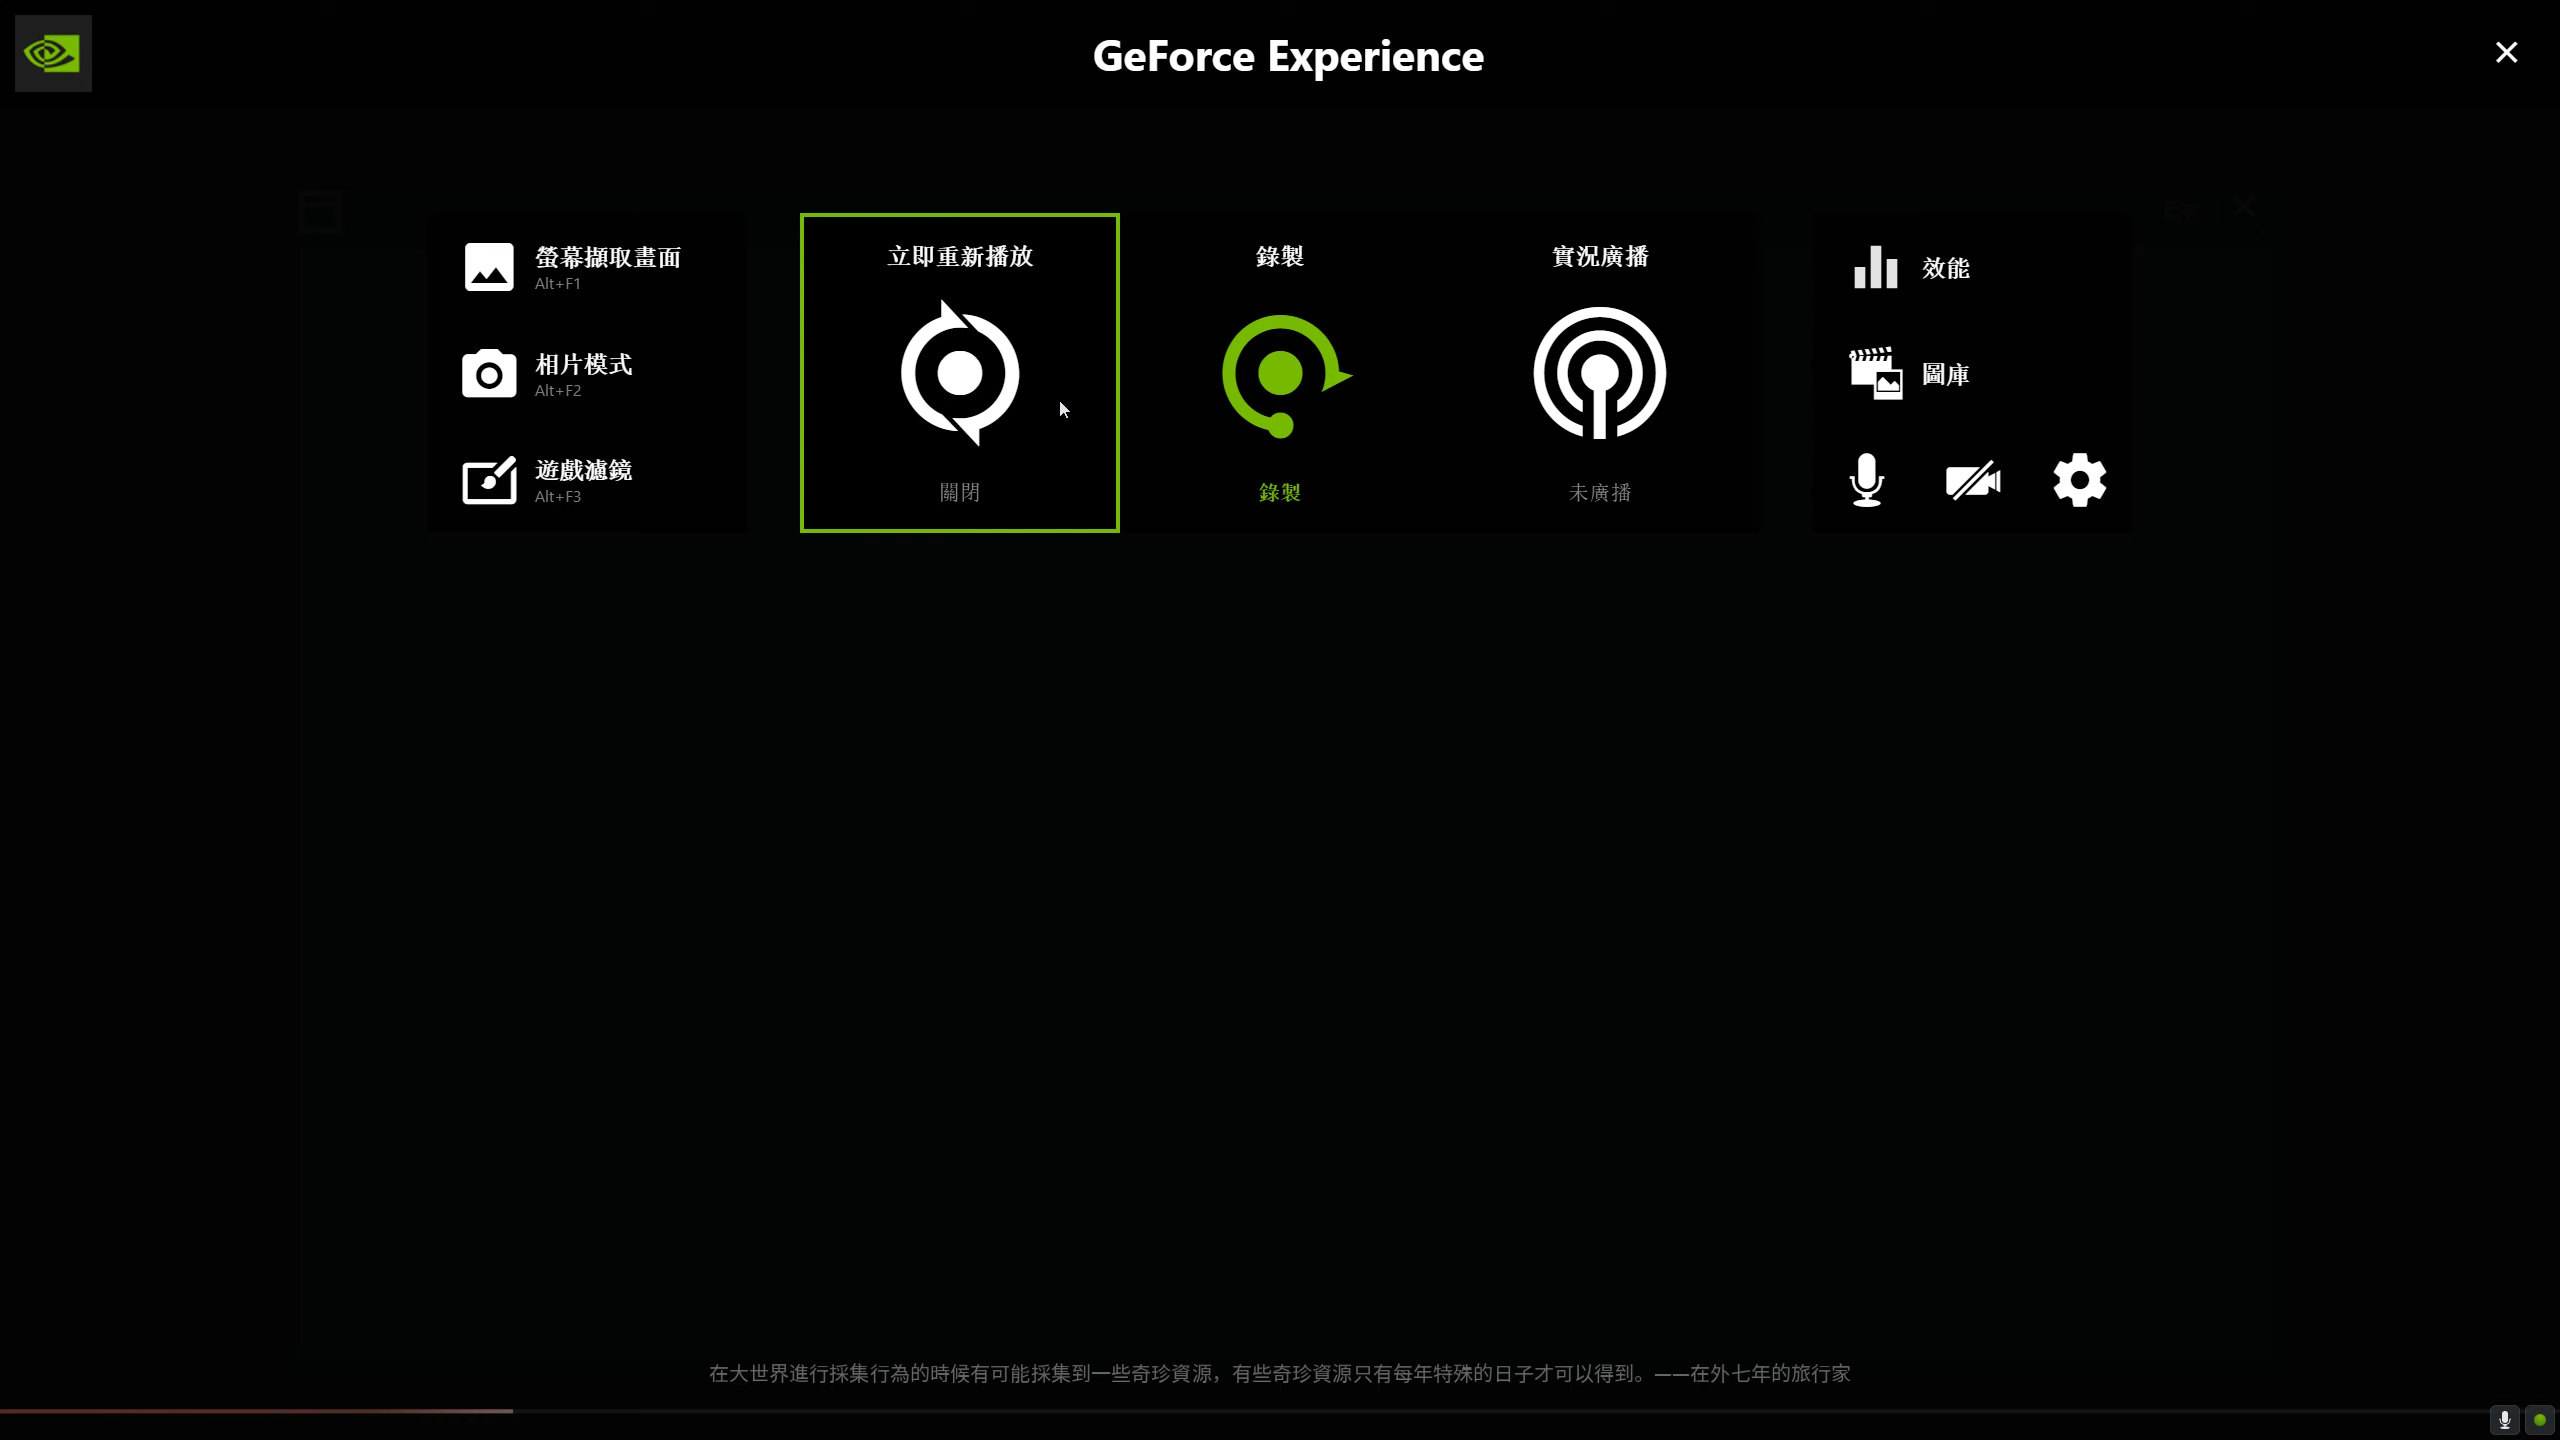 GeForce Experience
螢幕擷取畫面
Alt+F1
相片模式
Alt+F2
遊戲濾鏡
Alt+F3
立即重新播放
關閉
錄製
錄製
實況廣播
未廣播
效能
圖庫
在大世界進行採集行為的時候有可能採集到一些奇珍資源，有些奇珍資源只有每年特殊的日子才可以得到。——在外七年的旅行家